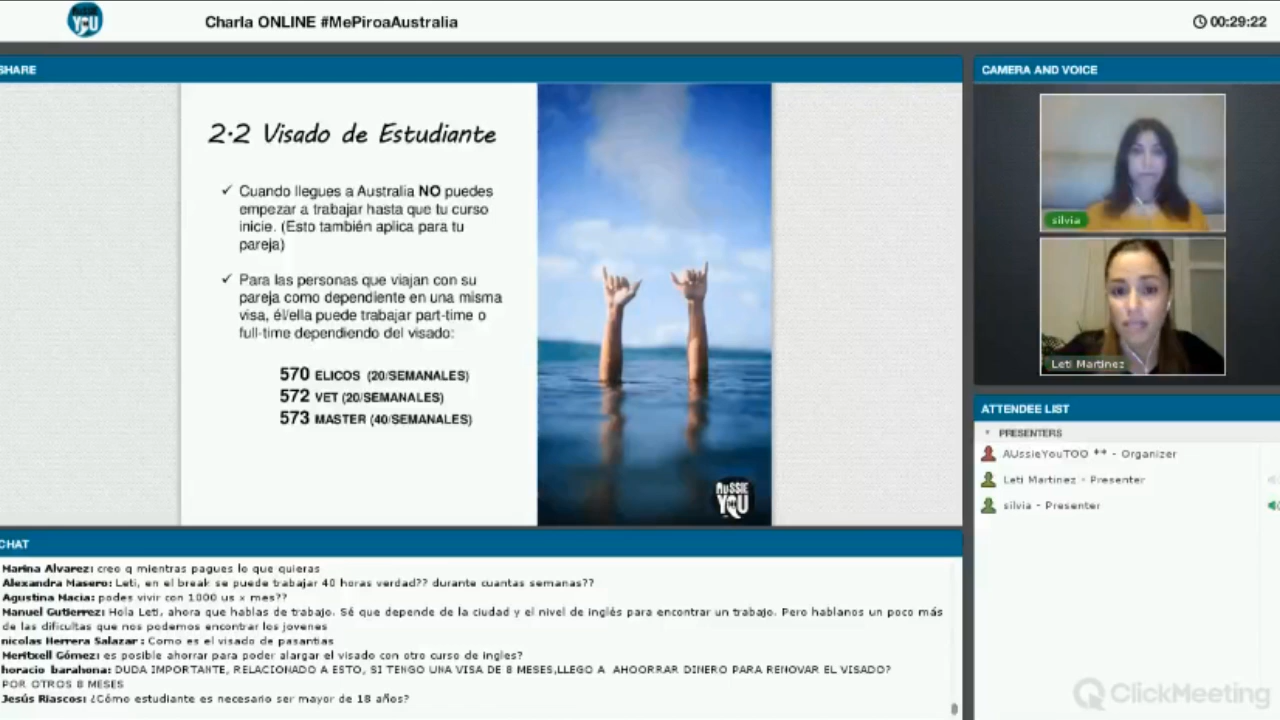 AUSSIE YOU
Charla ONLINE #MePiroaAustralia
00:29:22
SHARE
CAMERA AND VOICE
2·2 Visado de Estudiante
✓ Cuando llegues a Australia NO puedes
empezar a trabajar hasta que tu curso
inicie. (Esto también aplica para tu
pareja)
✓ Para las personas que viajan con su
pareja como dependiente en una misma
visa, él/ella puede trabajar part-time o
full-time dependiendo del visado:
570 ELICOS (20/SEMANALES)
572 VET (20/SEMANALES)
573 MASTER (40/SEMANALES)
AUSSIE
YOU
silvia
Leti Martinez
ATTENDEE LIST
PRESENTERS
AUssieYouTOO ** - Organizer
Leti Martinez - Presenter
silvia - Presenter
CHAT
Marina Alvarez: creo q mientras pagues lo que quieras
Alexandra Masero: Leti, en el break se puede trabajar 40 horas verdad?? durante cuantas semanas??
Agustina Macia: podes vivir con 1000 us x mes??
Manuel Gutierrez: Hola Leti, ahora que hablas de trabajo. Sé que depende de la ciudad y el nivel de inglés para encontrar un trabajo. Pero hablanos un poco más
de las dificultas que nos podemos encontrar los jovenes
nicolas Herrera Salazar : Como es el visado de pasantias
Meritxell Gómez: es posible ahorrar para poder alargar el visado con otro curso de ingles?
horacio barahona: DUDA IMPORTANTE, RELACIONADO A ESTO, SI TENGO UNA VISA DE 8 MESES,LLEGO A AHOORRAR DINERO PARA RENOVAR EL VISADO?
POR OTROS 8 MESES
Jesús Riascos: ¿Cómo estudiante es necesario ser mayor de 18 años?
ClickMeeting